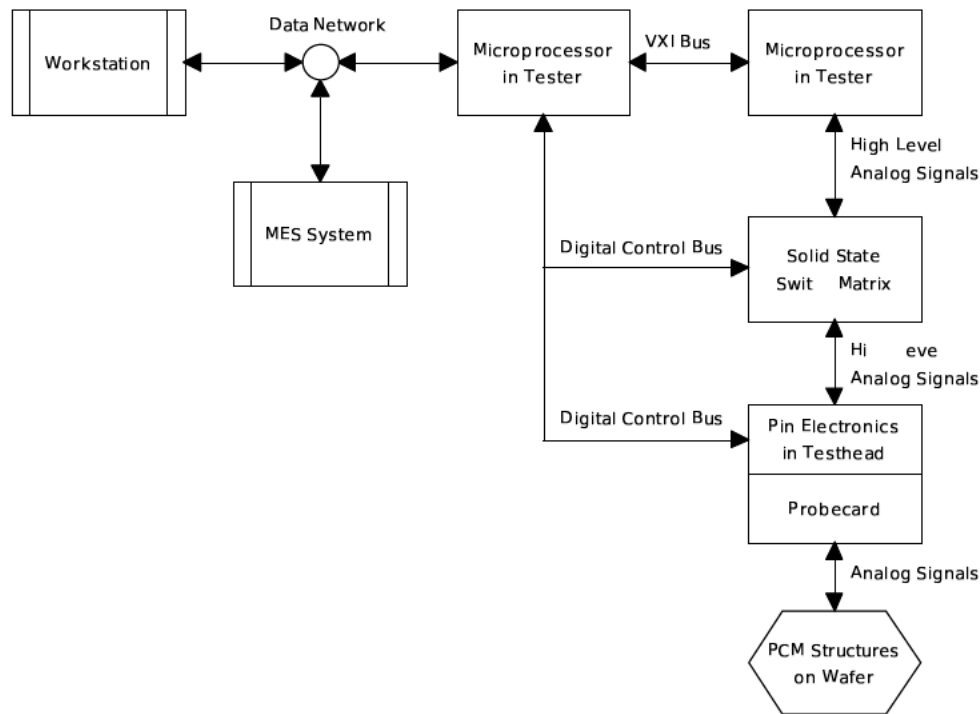 Data Network
Workstation
Microprocessor
in Tester
VXI Bus
Microprocessor
in Tester
High Level
Analog Signals
MES System
Digital Control Bus
Solid State
Swit Matrix
Hi eve
Analog Signals
Digital Control Bus
Pin Electronics
in Testhead
Probecard
Analog Signals
PCM Structures
on Wafer